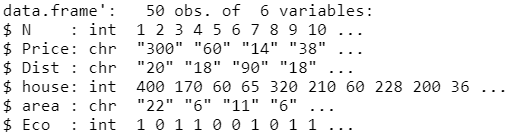 data.frame':   50 obs. of  6 variables:
$ N    : int  1 2 3 4 5 6 7 8 9 10 ...
$ Price: chr  "300" "60" "14" "38" ...
$ Dist : chr  "20" "18" "90" "18" ...
$ house: int  400 170 60 65 320 210 60 228 200 36 ...
$ area : chr  "22" "6" "11" "6" ...
$ Eco  : int  1 0 1 1 0 0 1 0 1 1 ...